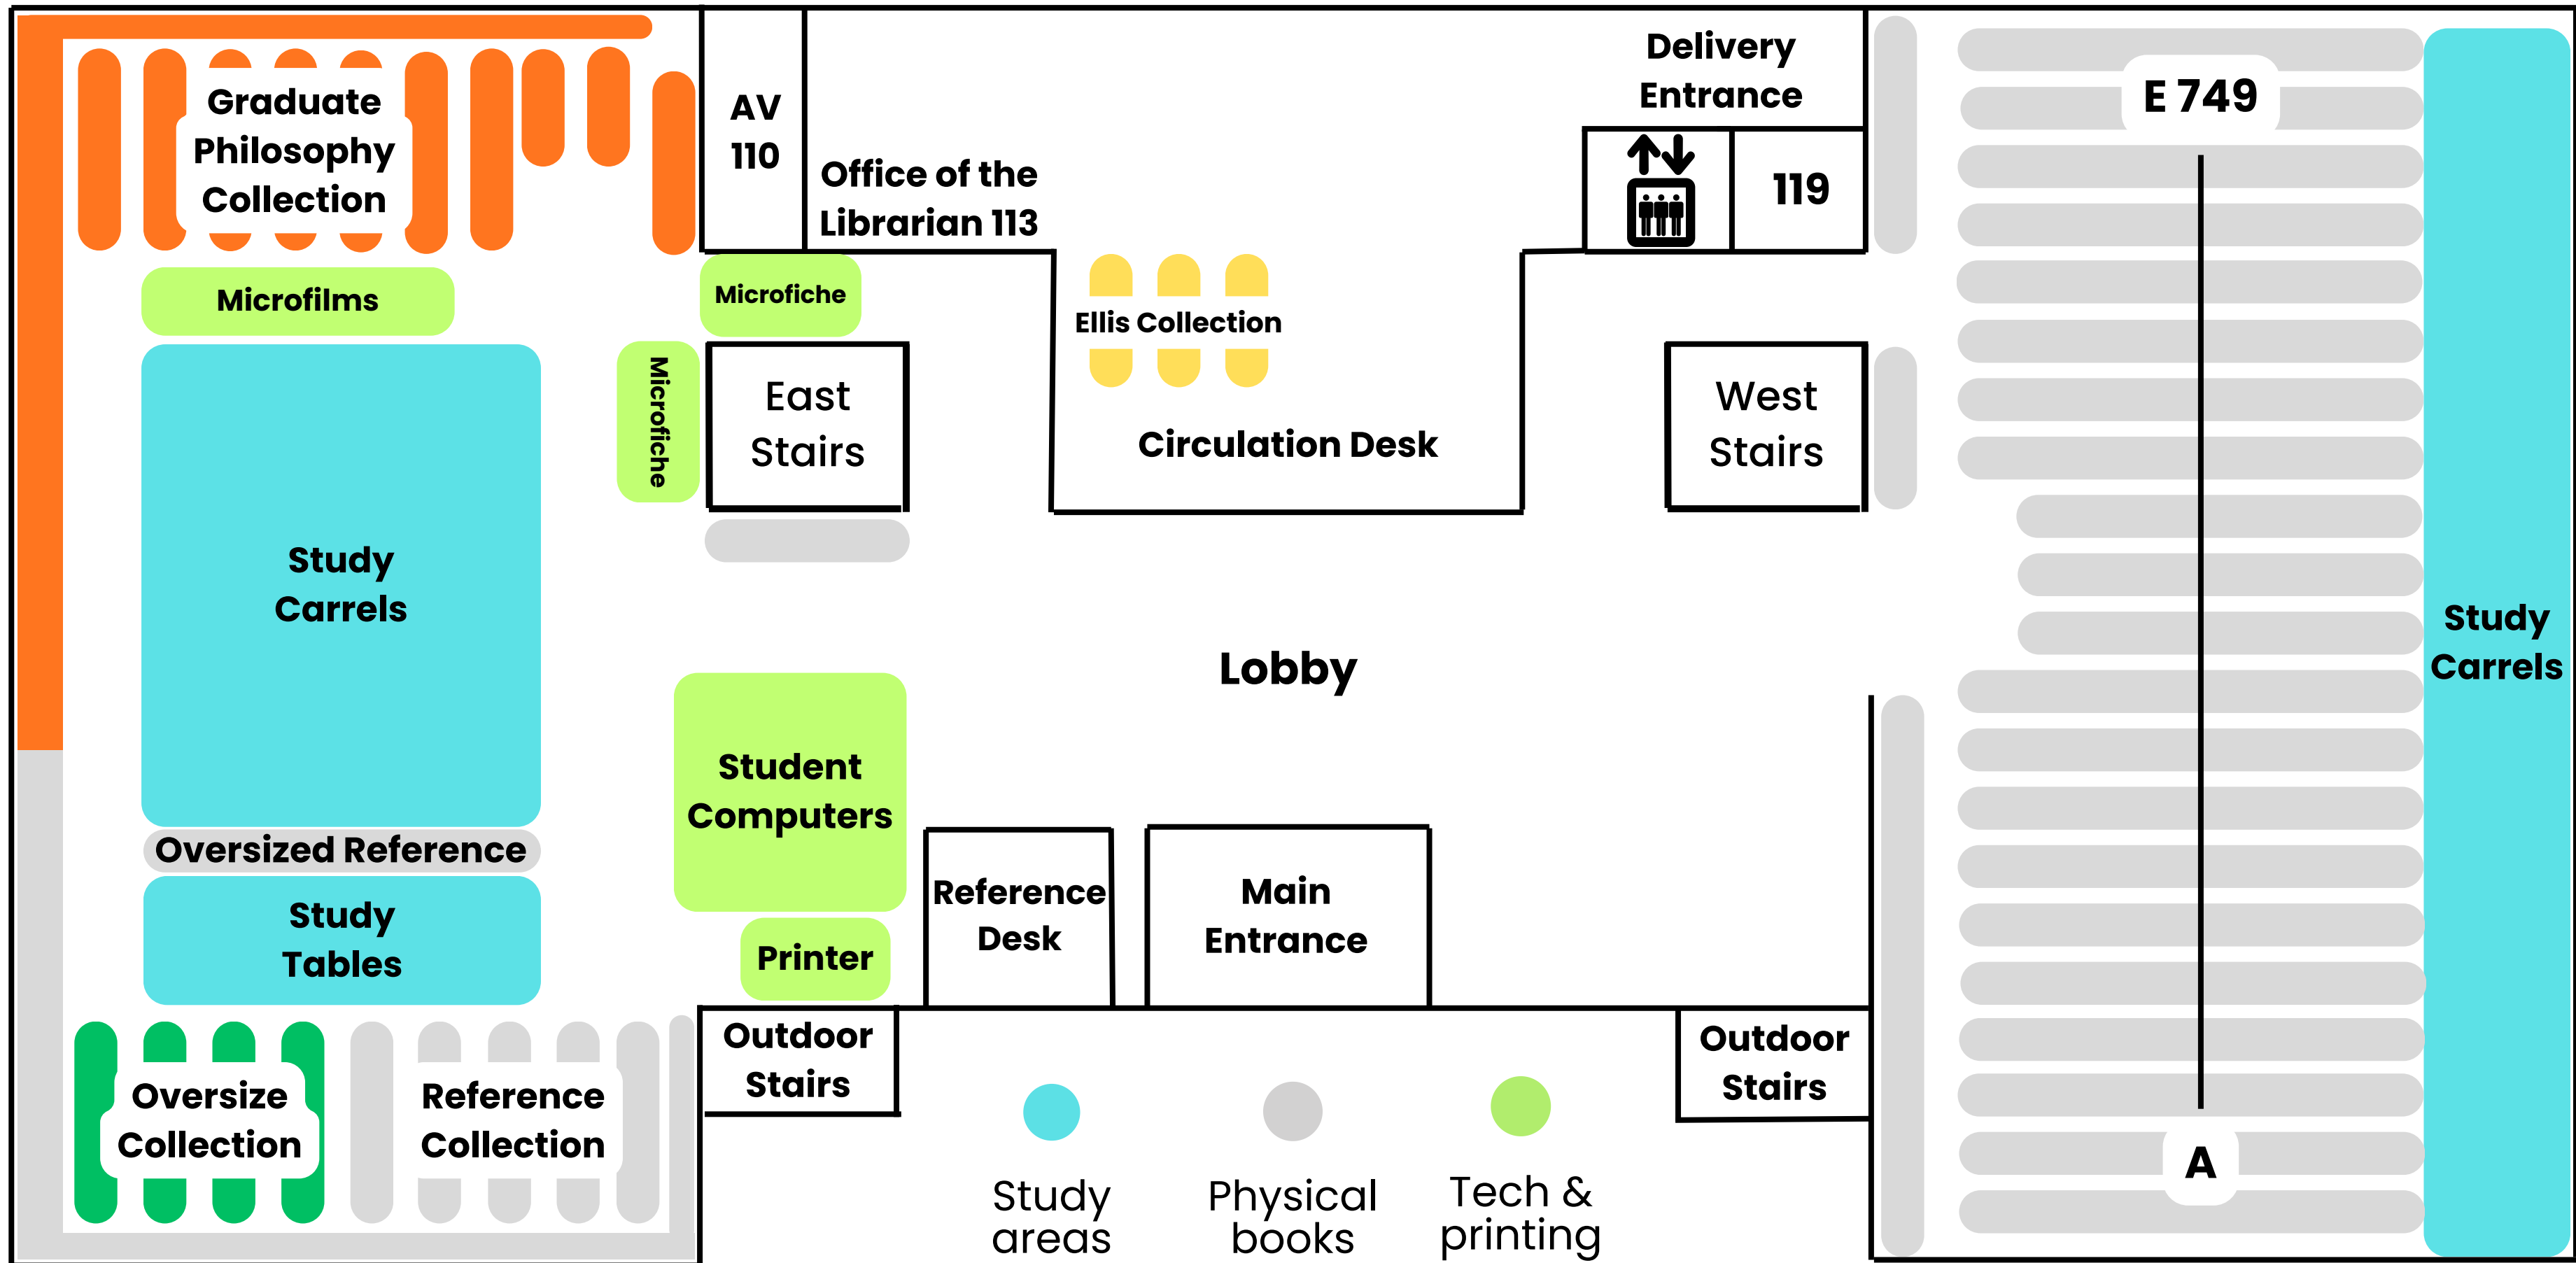 Graduate
Philosophy
Collection
AV
110
Office of the
Librarian 113
Delivery
Entrance
119
E 749
Microfilms
Microfiche
Microfiche
East
Stairs
Ellis Collection
Circulation Desk
West
Stairs
Study
Carrels
Lobby
Study
Carrels
Student
Computers
Oversized Reference
Study
Tables
Printer
Reference
Desk
Main
Entrance
Outdoor
Stairs
Outdoor
Stairs
Oversize
Collection
Reference
Collection
A
Study
areas
Physical
books
Tech &
printing